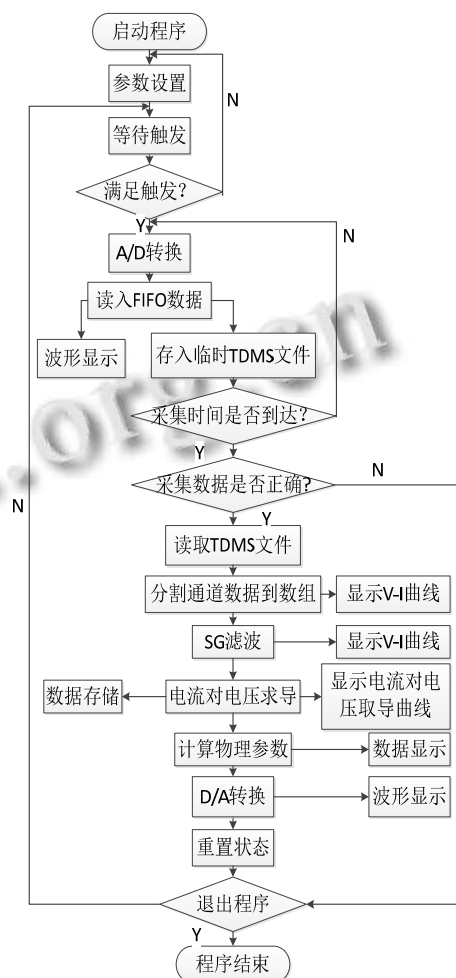 启动程序
参数设置
N
等待触发
满足触发?
Y
N
A/D转换
读入FIFO数据
波形显示
存入临时TDMS文件
采集时间是否到达?
Y
采集数据是否正确?
N
N
Y
读取TDMS文件
分割通道数据到数组
显示V-I曲线
SG滤波
显示V-I曲线
数据存储
电流对电压求导
显示电流对电
压取导曲线
计算物理参数
数据显示
D/A转换
波形显示
重置状态
退出程序
Y
程序结束
.org.cn